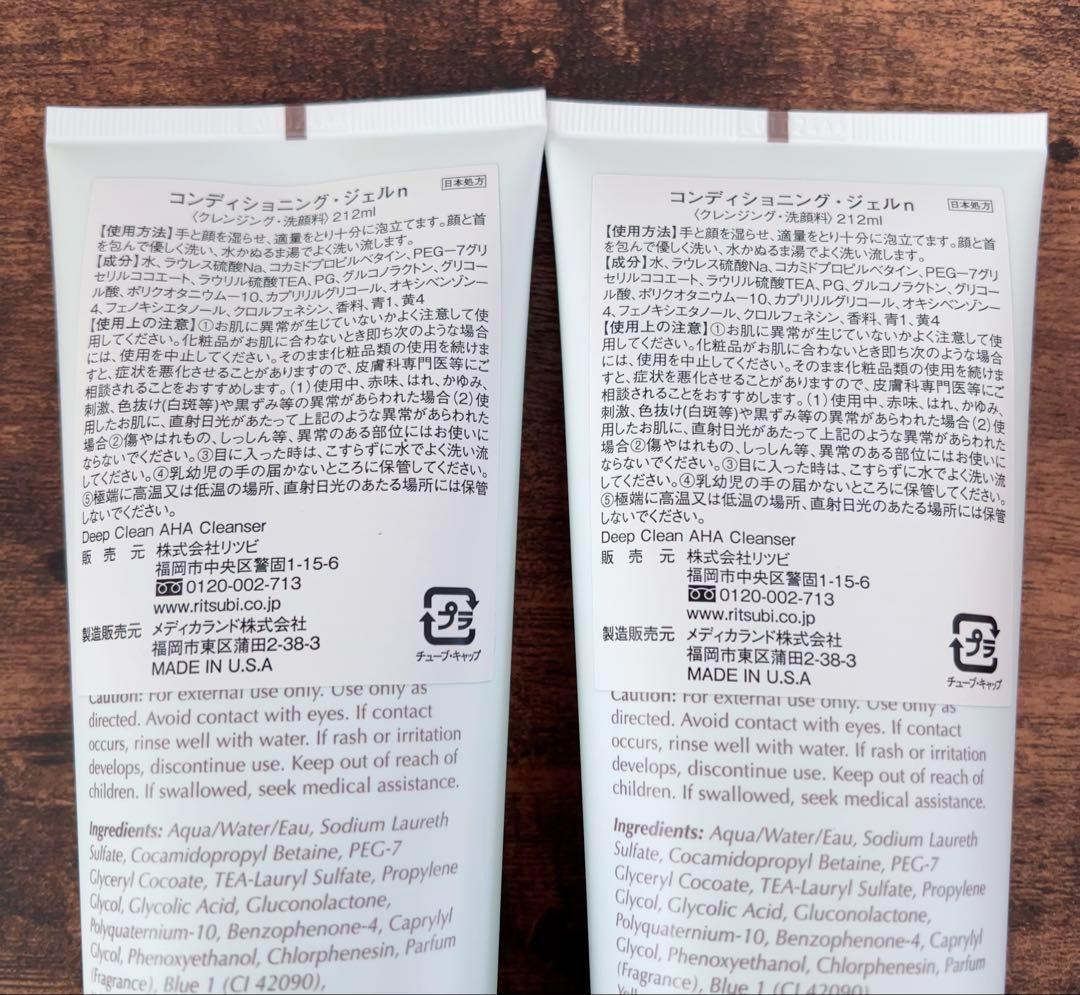 コンディショニング・ジェルn
日本処方
〈クレンジング・洗顔料〉212ml
【使用方法】手と顔を湿らせ、適量をとり十分に泡立てます。顔と首
を包んで優しく洗い、水かぬるま湯でよく洗い流します。
【成分】水、ラウレス硫酸Na、コカミドプロピルベタイン、PEG−7グリ
セリルココエート、ラウリル硫酸TEA、PG、グルコノラクトン、グリコー
ル酸、ポリクオタニウムー10、カプリリルグリコール、オキシベンゾンー
4、フェノキシエタノール、クロルフェネシン、香料、青1、黄4
【使用上の注意】①お肌に異常が生じていないかよく注意して使
用してください。化粧品がお肌に合わないとき即ち次のような場合
には、使用を中止してください。そのまま化粧品類の使用を続けま
すと、症状を悪化させることがありますので、皮膚科専門医等にご
相談されることをおすすめします。(1)使用中、赤味、はれ、かゆみ、
刺激、色抜け(白斑等)や黒ずみ等の異常があらわれた場合(2)使
用したお肌に、直射日光があたって上記のような異常があらわれた
場合②傷やはれもの、しっしん等、異常のある部位にはお使いに
ならないでください。③目に入った時は、こすらずに水でよく洗い流
してください。④乳幼児の手の届かないところに保管してください。
⑤極端に高温又は低温の場所、直射日光のあたる場所には保管
しないでください。
Deep Clean AHA Cleanser
販売元 株式会社リツビ
福岡市中央区警固1-15-6
0120-002-713
www.ritsubi.co.jp
製造販売元 メディカランド株式会社
福岡市東区蒲田2-38-3
MADE IN U.S.A
プラ
チューブ・キャップ
Caution: For external use only. Use only as
directed. Avoid contact with eyes. If contact
occurs, rinse well with water. If rash or irritation
develops, discontinue use. Keep out of reach of
children. If swallowed, seek medical assistance.
Ingredients: Aqua/Water/Eau, Sodium Laureth
Sulfate, Cocamidopropyl Betaine, PEG-7
Glyceryl Cocoate, TEA-Lauryl Sulfate, Propylene
Glycol, Glycolic Acid, Gluconolactone,
Polyquaternium-10, Benzophenone-4, Caprylyl
Glycol, Phenoxyethanol, Chlorphenesin, Parfum
(Fragrance), Blue 1 (CI 42090),
コンディショニング・ジェルn
日本処方
〈クレンジング・洗顔料〉212ml
【使用方法】手と顔を湿らせ、適量をとり十分に泡立てます。顔と首
を包んで優しく洗い、水かぬるま湯でよく洗い流します。
【成分】水、ラウレス硫酸Na、コカミドプロピルベタイン、PEG−7グリ
セリルココエート、ラウリル硫酸TEA、PG、グルコノラクトン、グリコー
ル酸、ポリクオタニウムー10、カプリリルグリコール、オキシベンゾンー
4、フェノキシエタノール、クロルフェネシン、香料、青1、黄4
【使用上の注意】①お肌に異常が生じていないかよく注意して使
用してください。化粧品がお肌に合わないとき即ち次のような場合
には、使用を中止してください。そのまま化粧品類の使用を続けま
すと、症状を悪化させることがありますので、皮膚科専門医等にご
相談されることをおすすめします。(1)使用中、赤味、はれ、かゆみ、
刺激、色抜け(白斑等)や黒ずみ等の異常があらわれた場合(2)使
用したお肌に、直射日光があたって上記のような異常があらわれた
場合②傷やはれもの、しっしん等、異常のある部位にはお使いに
ならないでください。③目に入った時は、こすらずに水でよく洗い流
してください。④乳幼児の手の届かないところに保管してください。
⑤極端に高温又は低温の場所、直射日光のあたる場所には保管
しないでください。
Deep Clean AHA Cleanser
販売元 株式会社リツビ
福岡市中央区警固1-15-6
0120-002-713
www.ritsubi.co.jp
製造販売元 メディカランド株式会社
福岡市東区蒲田2-38-3
MADE IN U.S.A
プラ
チューブ・キャップ
Caution: For external use only. Use only as
directed. Avoid contact with eyes. If contact
occurs, rinse well with water. If rash or irritation
develops, discontinue use. Keep out of reach of
children. If swallowed, seek medical assistance.
Ingredients: Aqua/Water/Eau, Sodium Laureth
Sulfate, Cocamidopropyl Betaine, PEG-7
Glyceryl Cocoate, TEA-Lauryl Sulfate, Propylene
Glycol, Glycolic Acid, Gluconolactone,
Polyquaternium-10, Benzophenone-4, Caprylyl
Glycol, Phenoxyethanol, Chlorphenesin, Parfum
(Fragrance), Blue 1 (CI 42090),